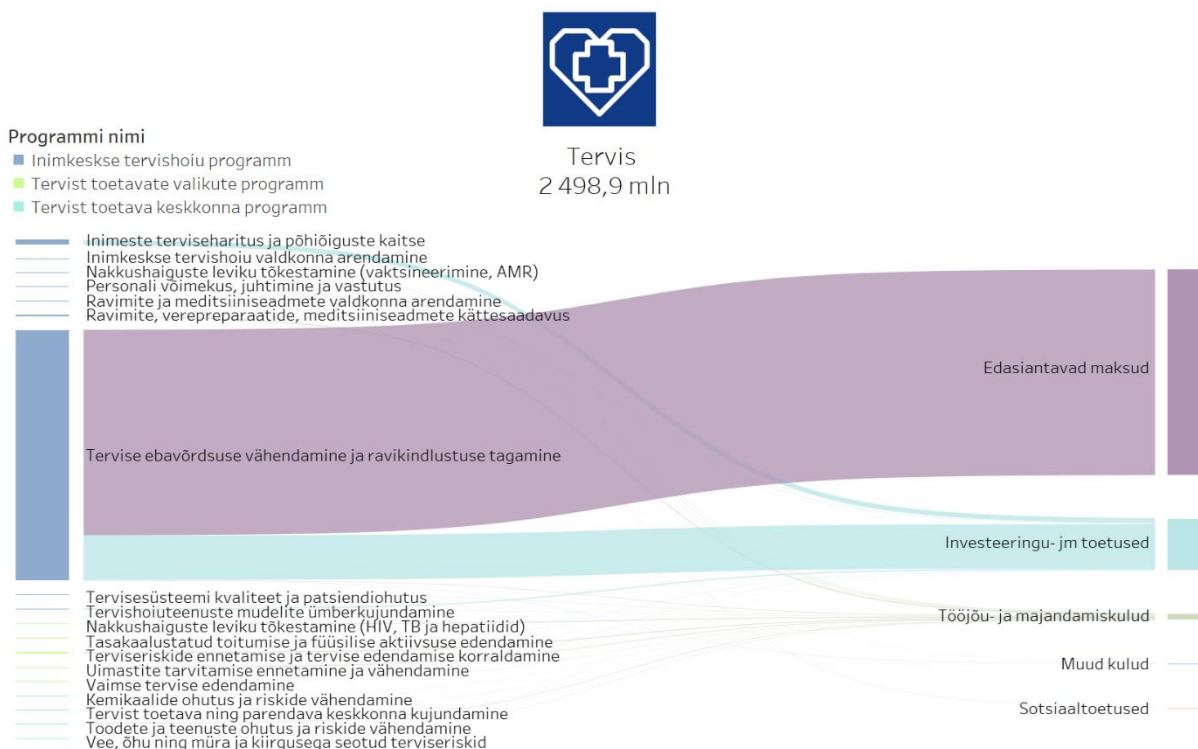 Tervis
2 498,9 mln
Programmi nimi
Inimkeskse tervishoiu programm
Tervist toetavate valikute programm
Tervist toetava keskkonna programm
Inimeste terviseharitus ja põhiõiguste kaitse
Inimkeskse tervishoiu valdkonna arendamine
Nakkushaiguste leviku tõkestamine (vaktsineerimine, AMR)
Personali võimekus, juhtimine ja vastutus
Ravimite ja meditsiiniseadmete valdkonna arendamine
Ravimite, verepreparaatide, meditsiiniseadmete kättesaadavus
Tervise ebavõrdsuse vähendamine ja ravikindlustuse tagamine
Tervisesüsteemi kvaliteet ja patsiendiohutus
Tervishoiuteenuste mudelite ümberkujundamine
Nakkushaiguste leviku tõkestamine (HIV, TB ja hepatiidid)
Tasakaalustatud toitumise ja füüsilise aktiivsuse edendamine
Terviseriskide ennetamise ja tervise edendamise korraldamine
Uimastite tarvitamise ennetamine ja vähendamine
Vaimse tervise edendamine
Kemikaalide ohutus ja riskide vähendamine
Tervist toetava ning parendava keskkonna kujundamine
Toodete ja teenuste ohutus ja riskide vähendamine
Vee, õhu ning müra ja kiirgusega seotud terviseriskid
Edasiantavad maksud
Investeeringu- jm toetused
Tööjõu- ja majandamiskulud
Muud kulud
Sotsiaaltoetused